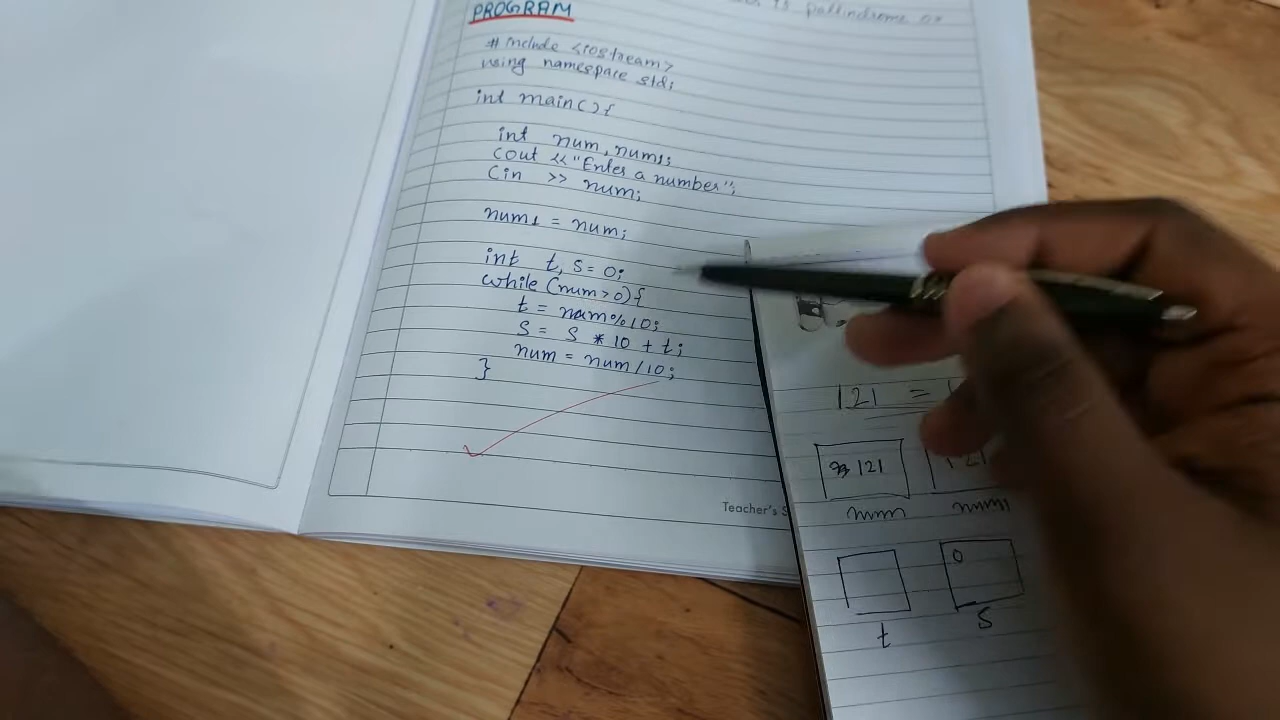 is pallindrome or
PROGRAM
# include <iostream>
using namespace std;
int main(){
int num, num1;
cout << "Enter a number";
Cin >> num;
num1 = num;
int t, s = 0;
while (num>0){
t = num%10;
s = s * 10 + t;
num = num/10;
}
Teacher's S
121 =
121
121
num
num1
0
t
s